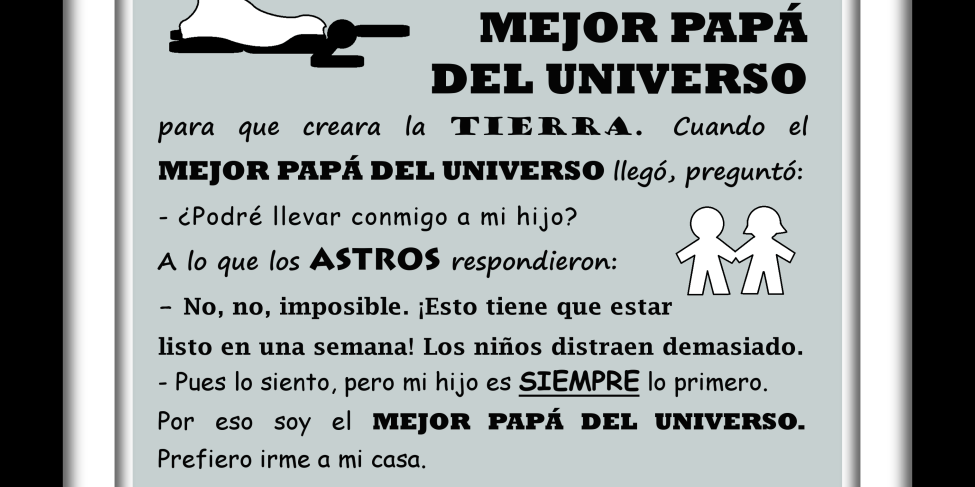 MEJOR PAPÁ
DEL UNIVERSO
para que creara la TIERRA. Cuando el
MEJOR PAPÁ DEL UNIVERSO llegó, preguntó:
- ¿Podré llevar conmigo a mi hijo?
A lo que los ASTROS respondieron:
– No, no, imposible. ¡Esto tiene que estar
listo en una semana! Los niños distraen demasiado.
- Pues lo siento, pero mi hijo es SIEMPRE lo primero.
Por eso soy el MEJOR PAPÁ DEL UNIVERSO.
Prefiero irme a mi casa.